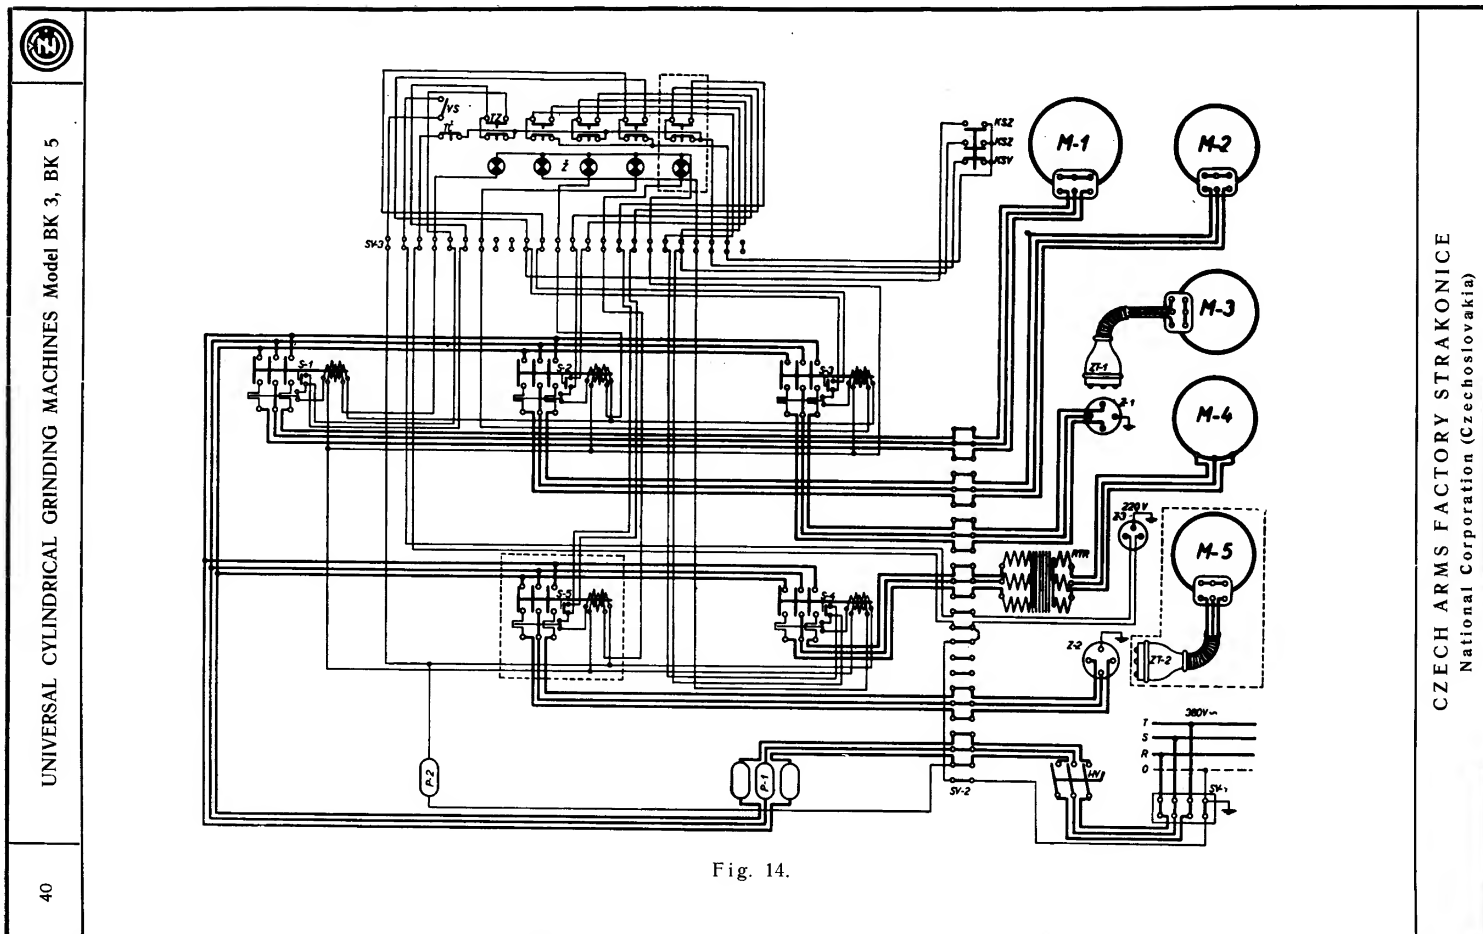 UNIVERSAL CYLINDRICAL GRINDING MACHINES Model BK 3, BK 5
40
VS
TZ
Ž
SV-3
KSZ
KSZ
KSV
M-1
M-2
M-3
ZT-1
Z-1
M-4
S-1
S-2
S-3
220V
Z-3
RTR
M-5
ZT-2
Z-2
S-5
S-4
380V~
T
S
R
O
HV
P-2
P-1
SV-2
Fig. 14.
CZECH ARMS FACTORY STRAKONICE
National Corporation (Czechoslovakia)